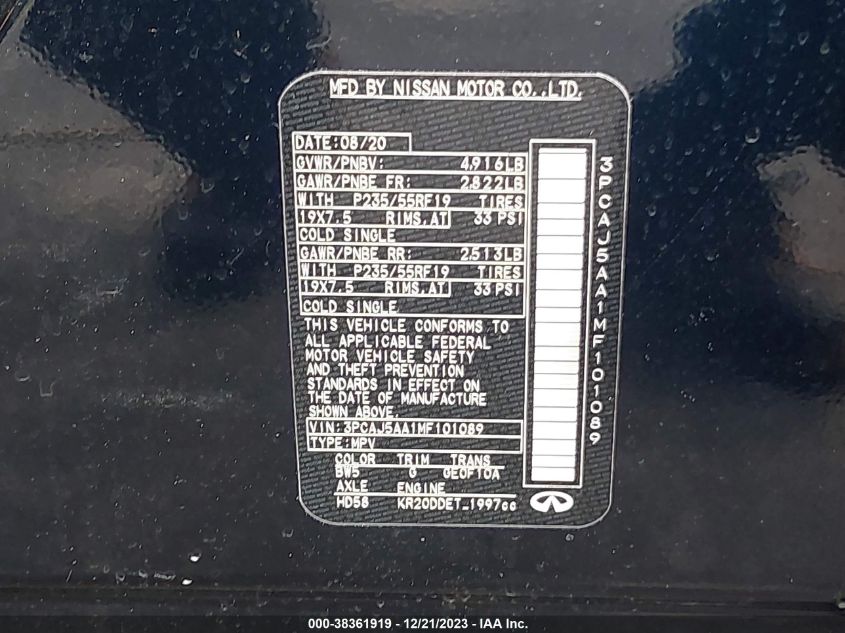 MFD BY NISSAN MOTOR CO.,LTD.
DATE:08/20
GVWR/PNBV: 4,916LB
GAWR/PNBE FR: 2,822LB
WITH P235/55RF19 TIRES
19X7.5 RIMS,AT 33 PSI
COLD SINGLE
GAWR/PNBE RR: 2,513LB
WITH P235/55RF19 TIRES
19X7.5 RIMS,AT 33 PSI
COLD SINGLE
THIS VEHICLE CONFORMS TO
ALL APPLICABLE FEDERAL
MOTOR VEHICLE SAFETY
AND THEFT PREVENTION
STANDARDS IN EFFECT ON
THE DATE OF MANUFACTURE
SHOWN ABOVE.
VIN:3PCAJ5AA1MF101089
TYPE:MPV
COLOR TRIM TRANS
BW5 G GE0F10A
AXLE ENGINE
HD58 KR20DDET_1997cc
3PCAJ5AA1MF101089
000-38361919 - 12/21/2023 - IAA Inc.